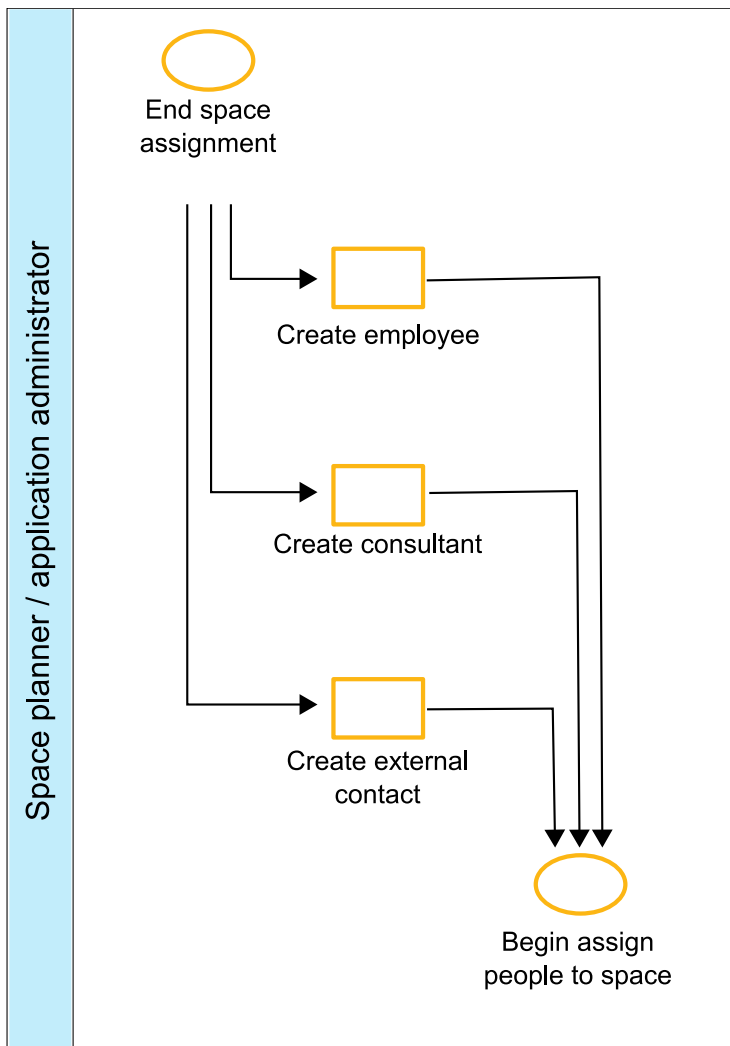 Space planner / application administrator
End space
assignment
Create employee
Create consultant
Create external
contact
Begin assign
people to space